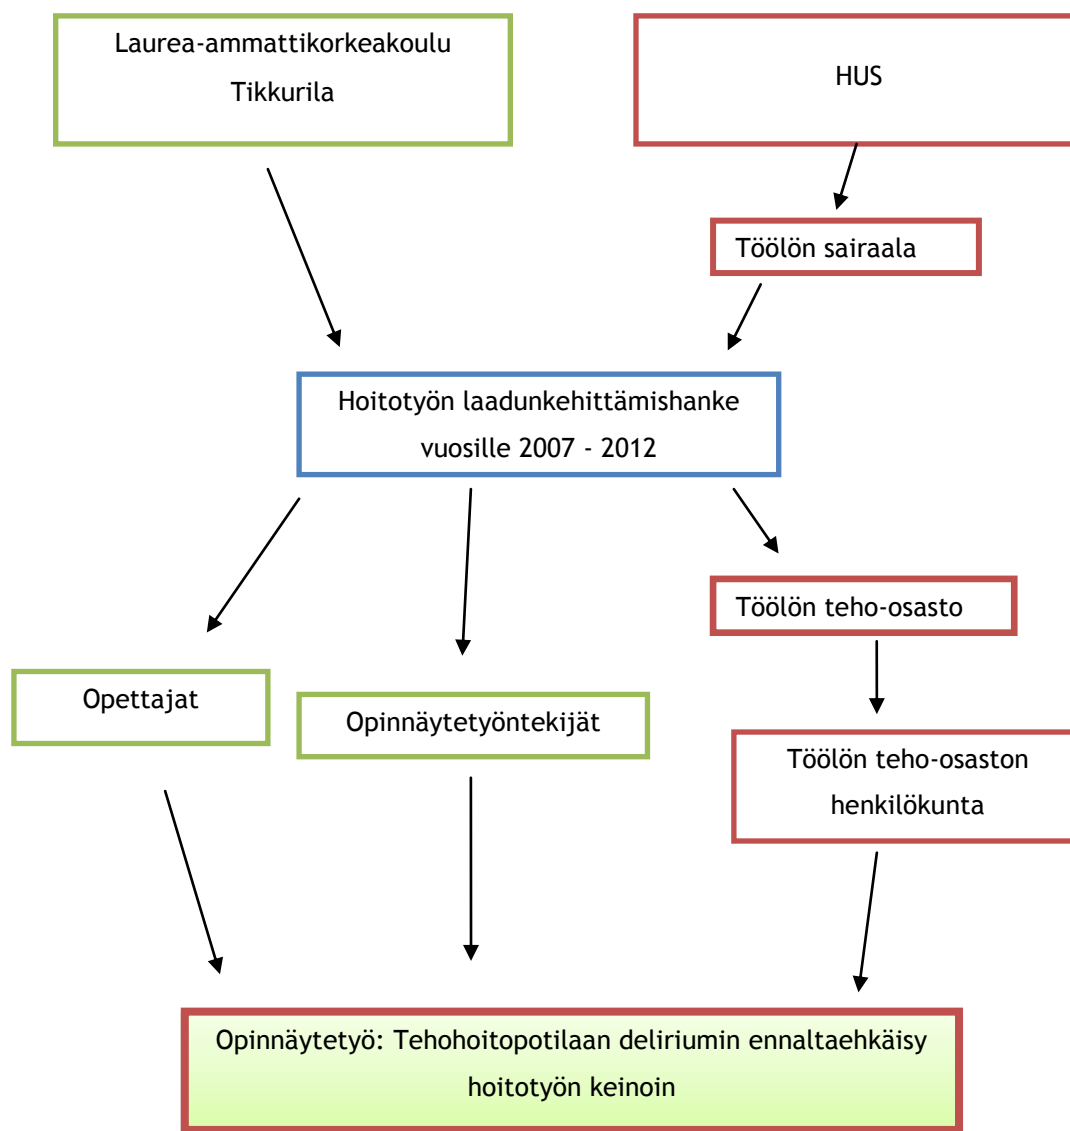 Laurea-ammattikorkeakoulu
Tikkurila
HUS
Töölön sairaala
Hoitotyön laadunkehittämishanke
vuosille 2007 - 2012
Töölön teho-osasto
Opettajat
Opinnäytetyöntekijät
Töölön teho-osaston
henkilökunta
Opinnäytetyö: Tehohoitopotilaan deliriumin ennaltaehkäisy
hoitotyön keinoin